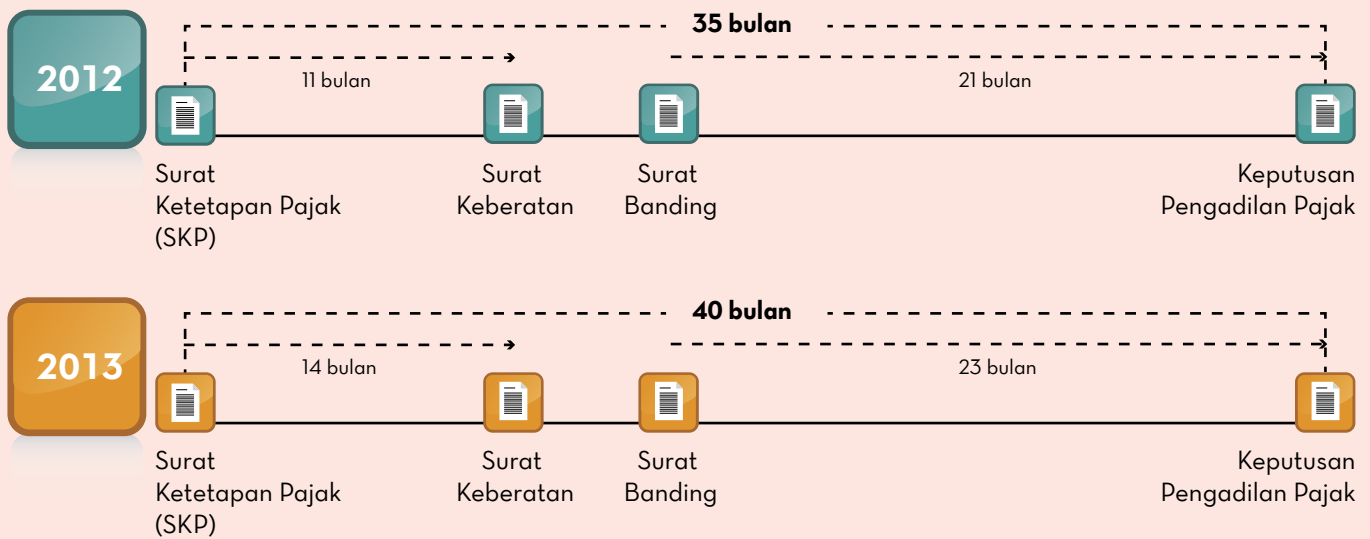 35 bulan
2012
11 bulan
21 bulan
Surat
Ketetapan Pajak
(SKP)
Surat
Keberatan
Surat
Banding
Keputusan
Pengadilan Pajak
40 bulan
2013
14 bulan
23 bulan
Surat
Ketetapan Pajak
(SKP)
Surat
Keberatan
Surat
Banding
Keputusan
Pengadilan Pajak